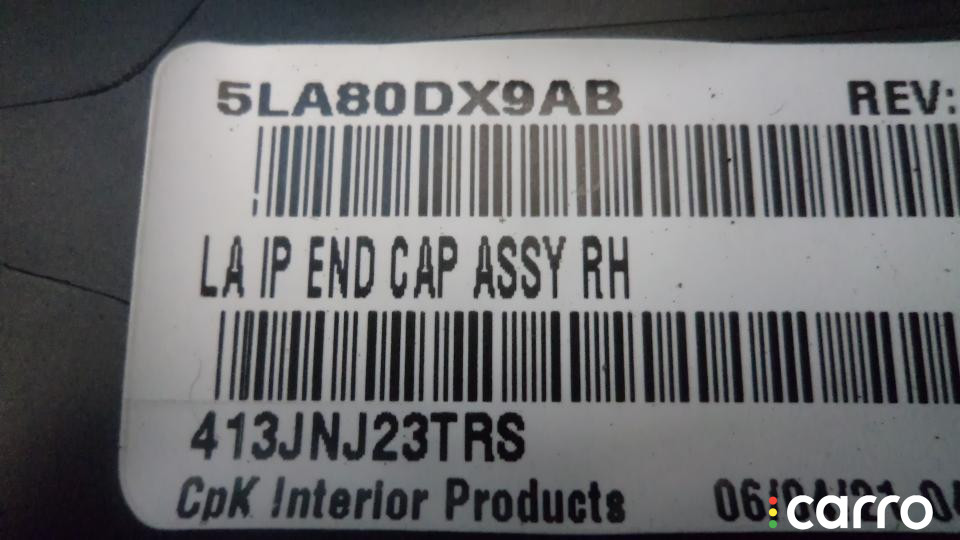 5LA80DX9AB REV:
LA IP END CAP ASSY RH
413JNJ23TRS
CpK Interior Products
carro